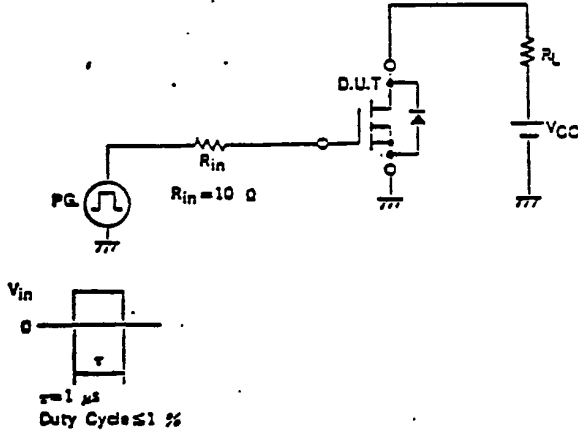 D.U.T
RL
VCC
Rin
Rin=10 Ω
PG.
Vin
0
τ
τ=1 μs
Duty Cycle≤1 %